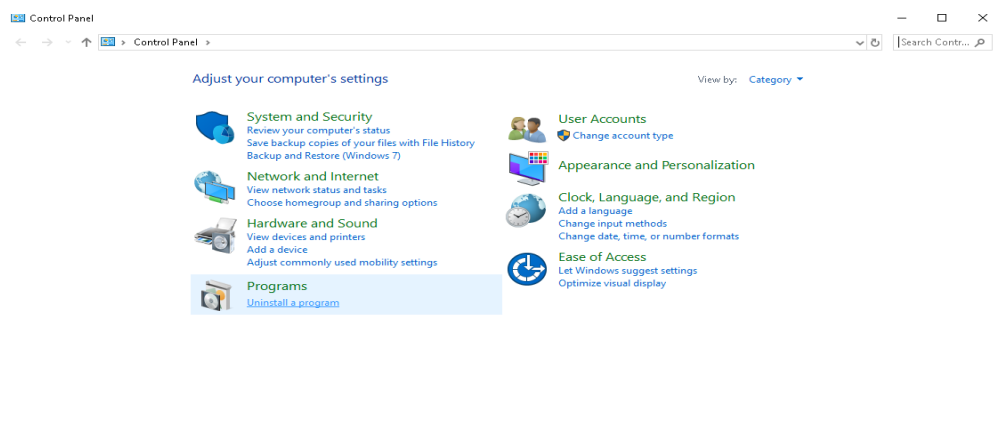 Control Panel
Control Panel
Search Contr...
Adjust your computer's settings
View by: Category
System and Security
Review your computer's status
Save backup copies of your files with File History
Backup and Restore (Windows 7)
Network and Internet
View network status and tasks
Choose homegroup and sharing options
Hardware and Sound
View devices and printers
Add a device
Adjust commonly used mobility settings
Programs
Uninstall a program
User Accounts
Change account type
Appearance and Personalization
Clock, Language, and Region
Add a language
Change input methods
Change date, time, or number formats
Ease of Access
Let Windows suggest settings
Optimize visual display